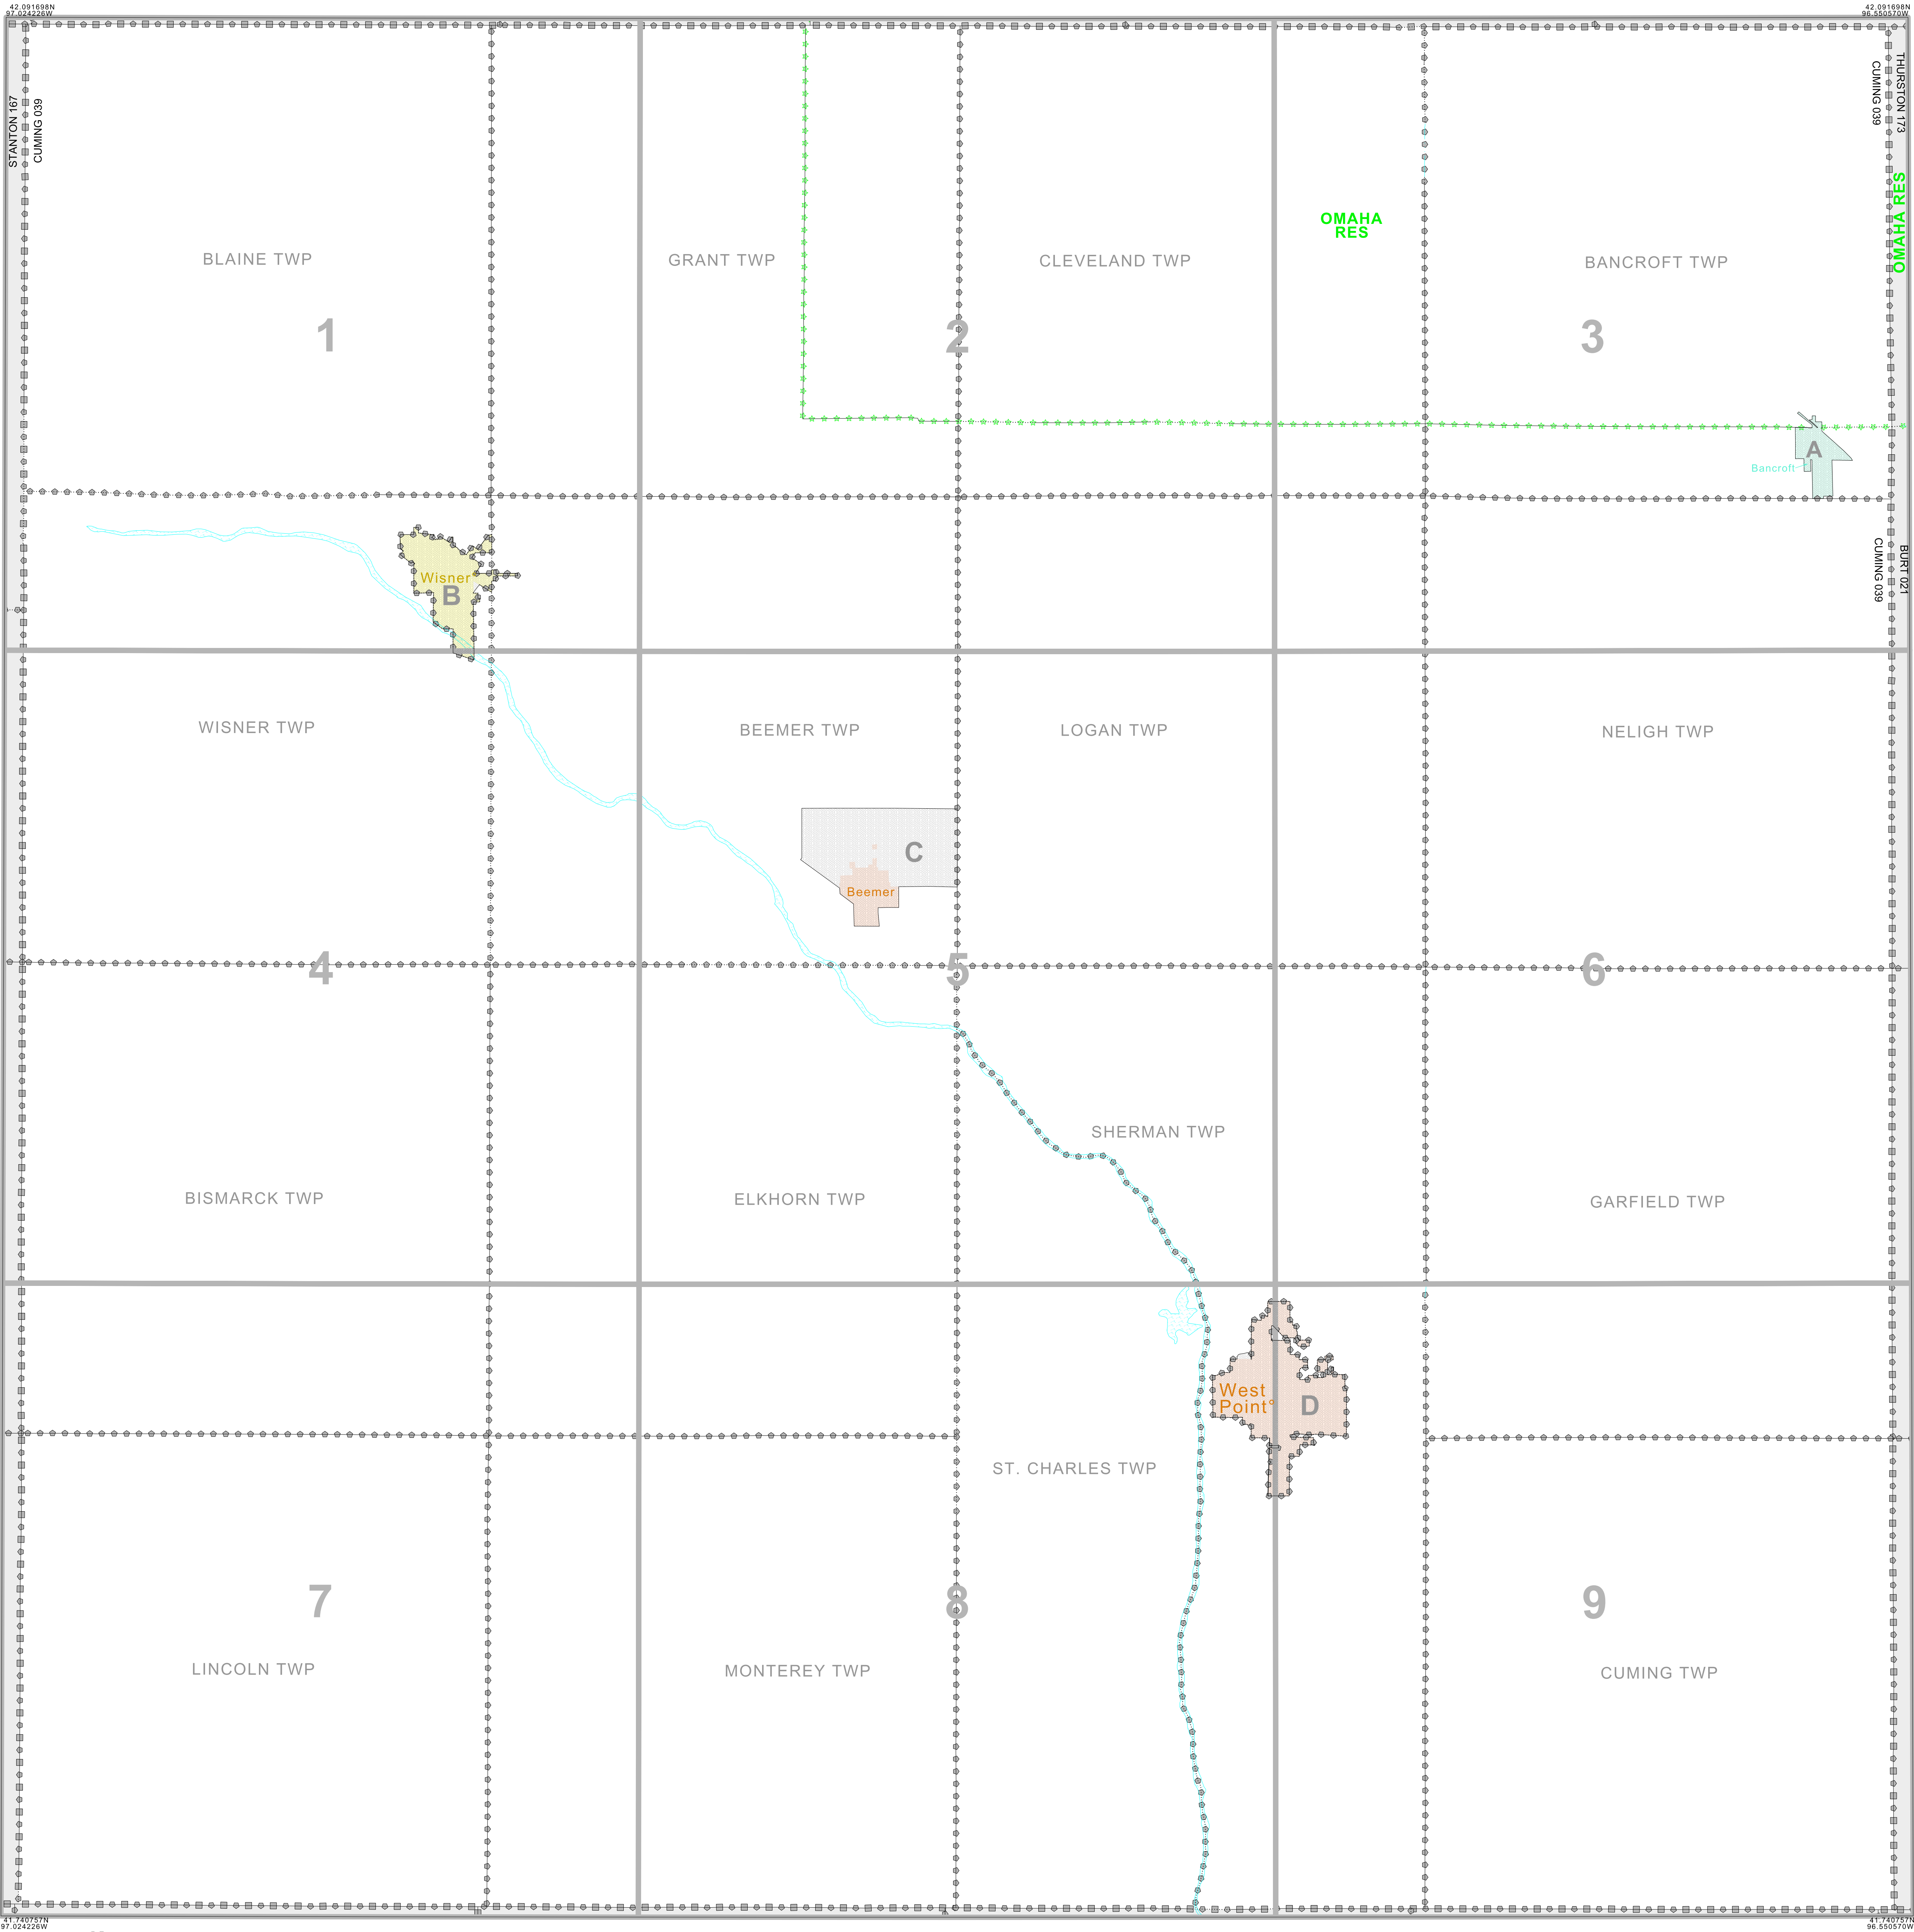 42.091698N
97.024226W
42.091698N
96.550570W
STANTON 167
CUMING 039
CUMING 039
THURSTON 173
OMAHA RES
OMAHA
RES
BLAINE TWP
GRANT TWP
CLEVELAND TWP
BANCROFT TWP
1
2
3
A
Bancroft
Wisner
B
CUMING 039
BURT 021
WISNER TWP
BEEMER TWP
LOGAN TWP
NELIGH TWP
C
Beemer
4
5
6
SHERMAN TWP
BISMARCK TWP
ELKHORN TWP
GARFIELD TWP
West
Point
D
ST. CHARLES TWP
7
8
9
LINCOLN TWP
MONTEREY TWP
CUMING TWP
41.740757N
97.024226W
41.740757N
96.550570W